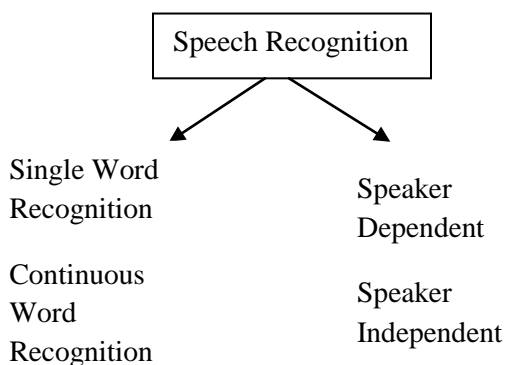 Speech Recognition
Single Word
Recognition
Continuous
Word
Recognition
Speaker
Dependent
Speaker
Independent